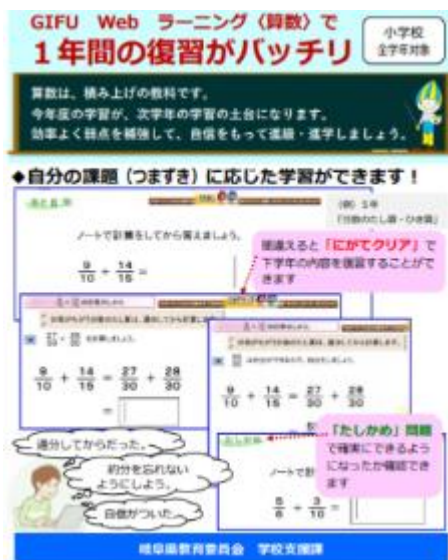 GIFU Web ラーニング〈算数〉で
1年間の復習がバッチリ
小学校
全学年対象
算数は、積み上げの教科です。
今年度の学習が、次学年の学習の土台になります。
効率よく弱点を補強して、自信をもって進級・進学しましょう。
◆自分の課題（つまずき）に応じた学習ができます！
(例) 5年
「分数のたし算・ひき算」
ノートで計算をしてから答えましょう。
9/10 + 14/15 =
間違えると「にがてクリア」で
下学年の内容を復習することがで
きます
9/10 + 14/15 = 27/30 + 28/30
=
9/10 + 14/15 = 27/30 + 28/30
「たしかめ」問題
で確実にできるよう
になったか確認でき
ます
ノートで計
5/6 + 3/10 =
通分してからだった。
約分を忘れない
ようにしよう。
自信がついた。
岐阜県教育委員会 学校支援課